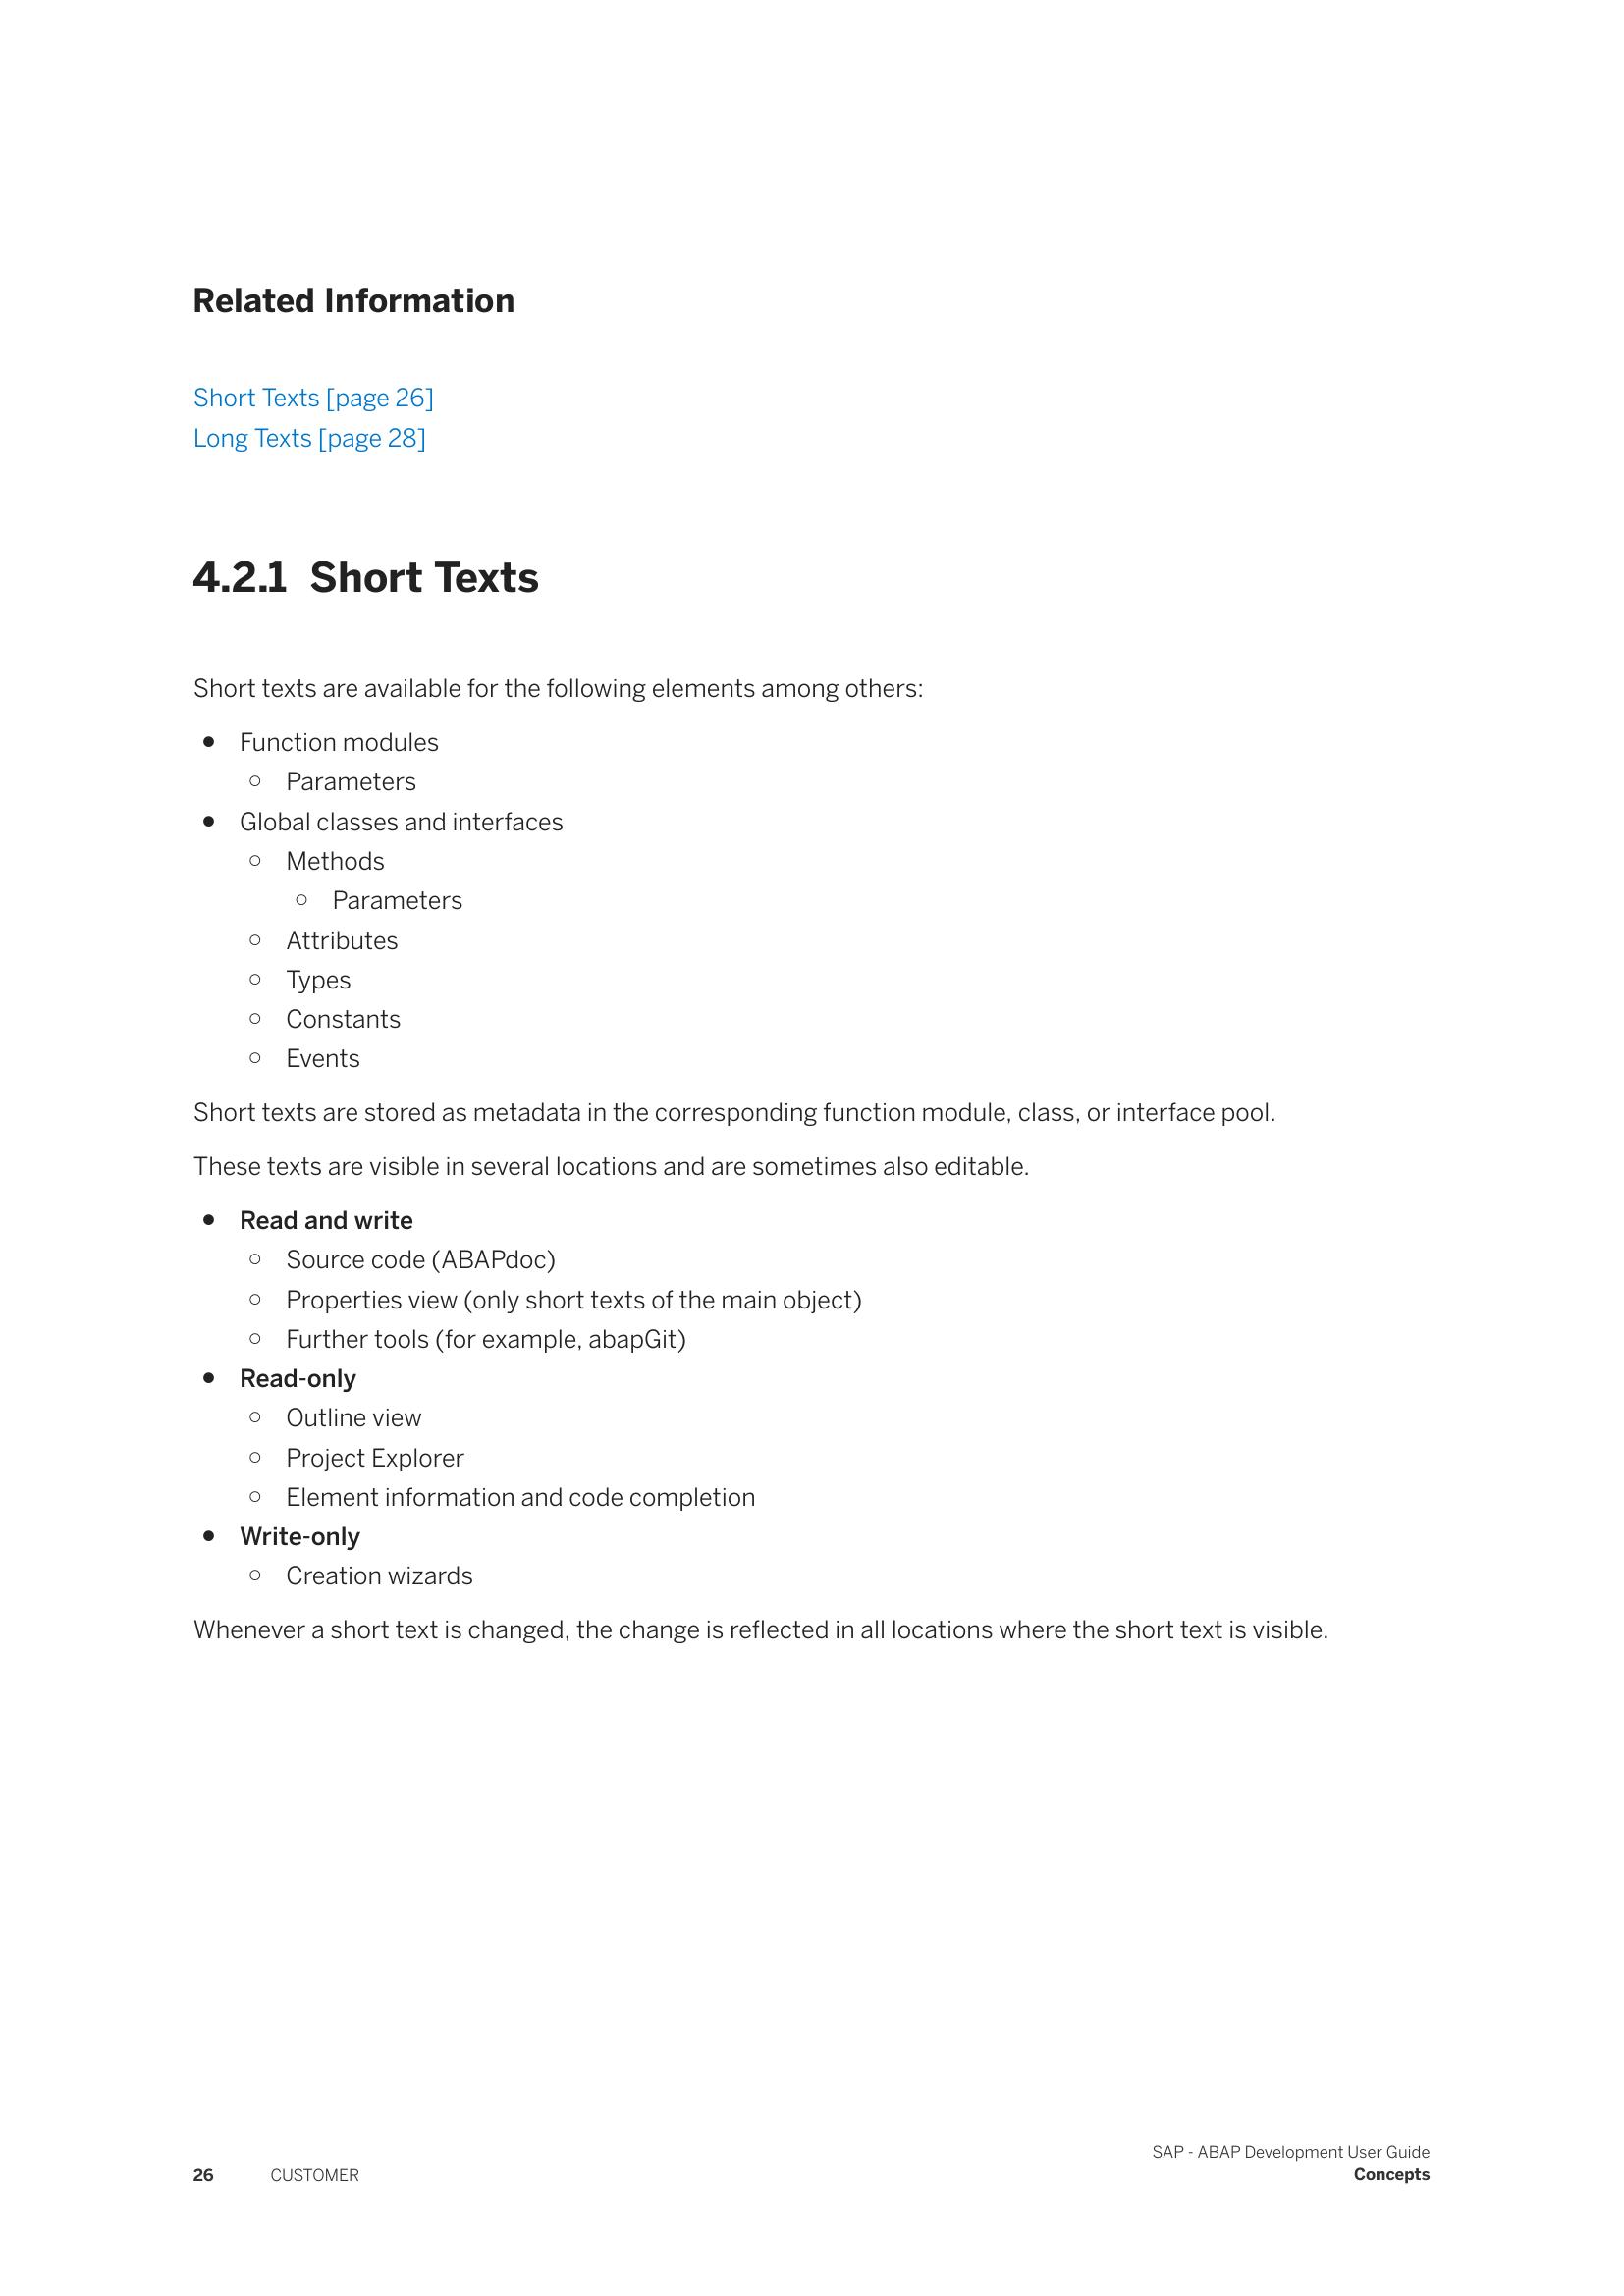 Related Information
Short Texts [page 26]
Long Texts [page 28]
4.2.1 Short Texts
Short texts are available for the following elements among others:
● Function modules
○ Parameters
● Global classes and interfaces
○ Methods
○ Parameters
○ Attributes
○ Types
○ Constants
○ Events
Short texts are stored as metadata in the corresponding function module, class, or interface pool.
These texts are visible in several locations and are sometimes also editable.
● Read and write
○ Source code (ABAPdoc)
○ Properties view (only short texts of the main object)
○ Further tools (for example, abapGit)
● Read-only
○ Outline view
○ Project Explorer
○ Element information and code completion
● Write-only
○ Creation wizards
Whenever a short text is changed, the change is reflected in all locations where the short text is visible.
SAP - ABAP Development User Guide
26 CUSTOMER Concepts